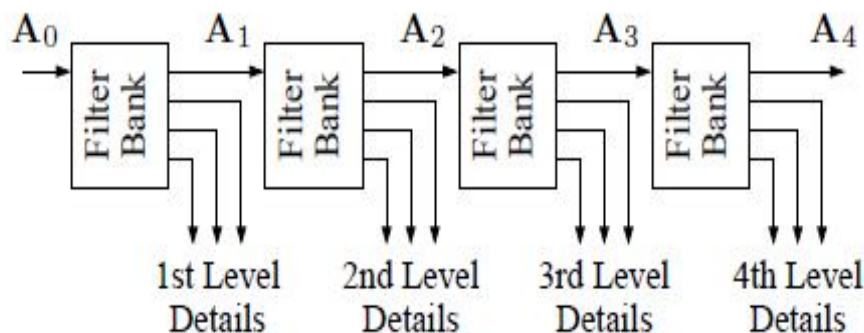 A₀ A₁ A₂ A₃ A₄
Filter Bank
Filter Bank
Filter Bank
Filter Bank
1st Level Details
2nd Level Details
3rd Level Details
4th Level Details